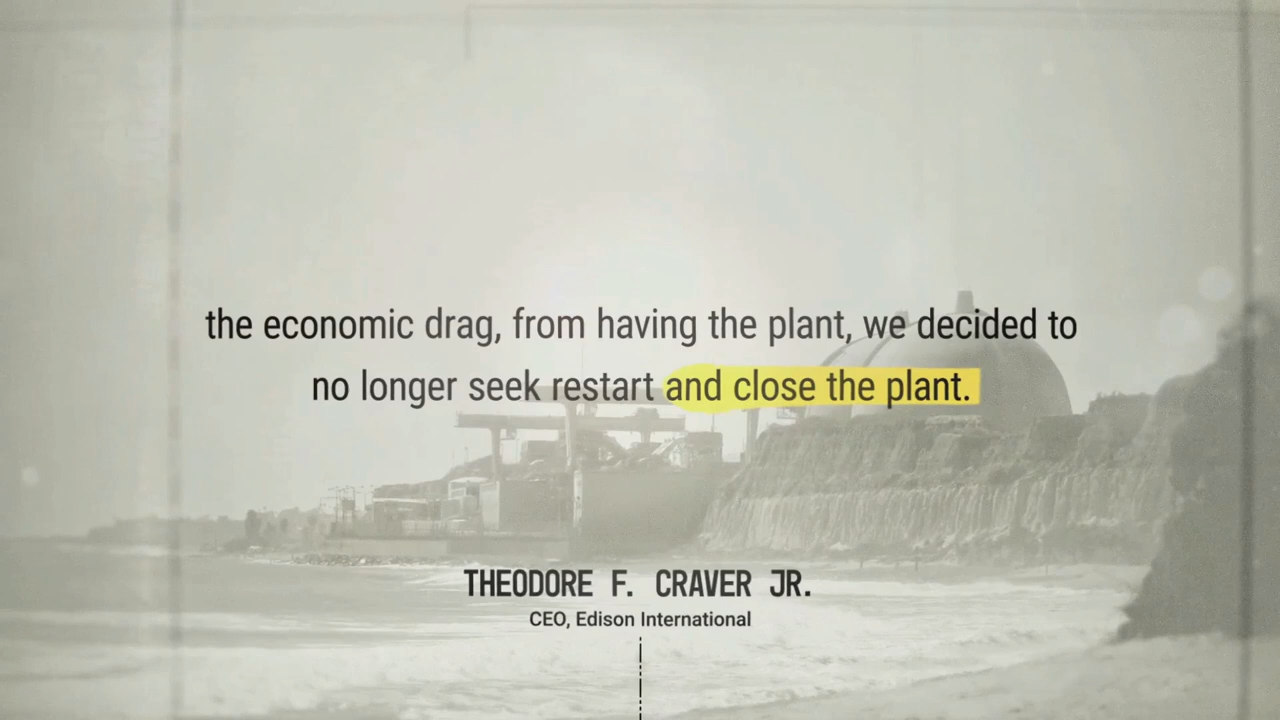 the economic drag, from having the plant, we decided to
no longer seek restart and close the plant.
THEODORE F. CRAVER JR.
CEO, Edison International